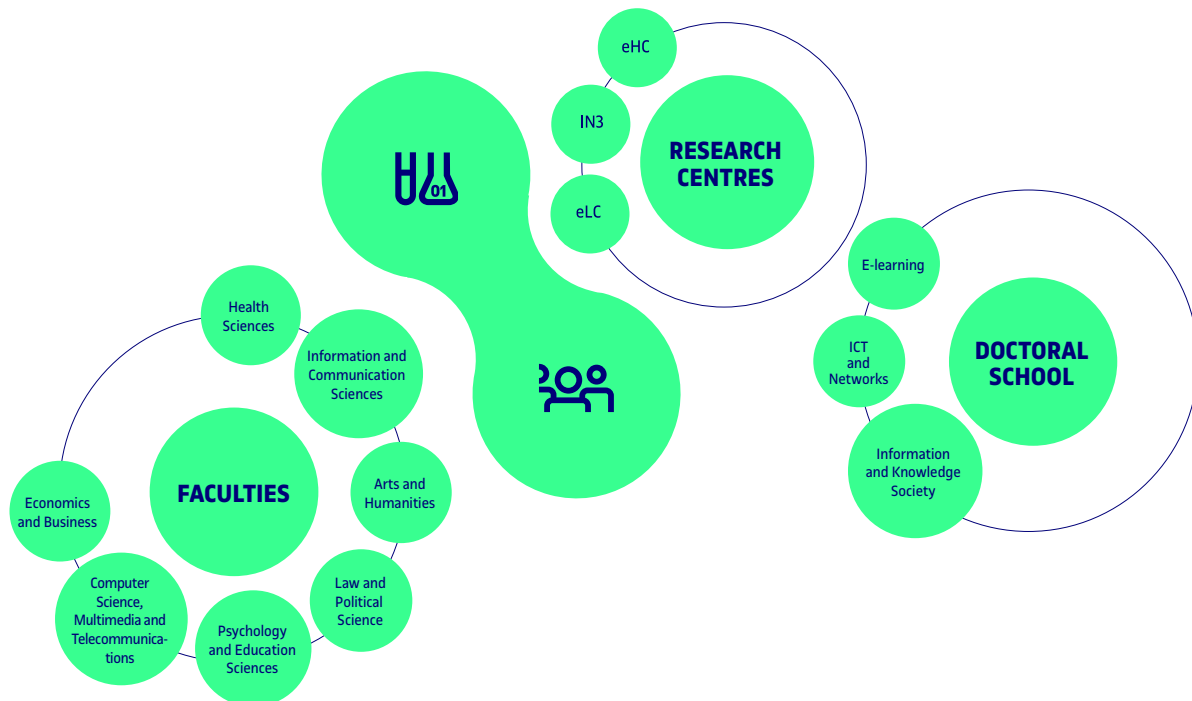 eHC
IN3
eLC
RESEARCH
CENTRES
01
E-learning
ICT
and
Networks
Information
and Knowledge
Society
DOCTORAL
SCHOOL
Health
Sciences
Information and
Communication
Sciences
Arts and
Humanities
Law and
Political
Science
Psychology
and Education
Sciences
Computer
Science,
Multimedia and
Telecommunica-
tions
Economics
and Business
FACULTIES